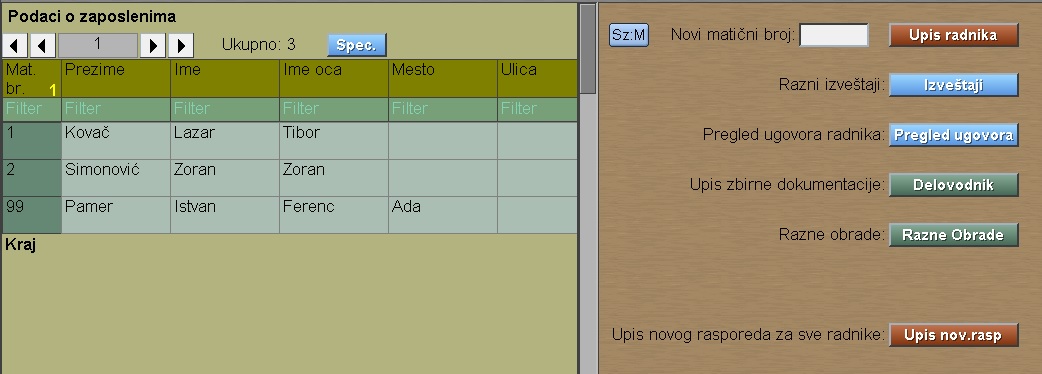 Podaci o zaposlenima
1 Ukupno: 3 Spec.
Mat. br. 1 Prezime Ime Ime oca Mesto Ulica
Filter Filter Filter Filter Filter Filter
1 Kovač Lazar Tibor
2 Simonović Zoran Zoran
99 Pamer Istvan Ferenc Ada
Kraj
Sz:M Novi matični broj: Upis radnika
Razni izveštaji: Izveštaji
Pregled ugovora radnika: Pregled ugovora
Upis zbirne dokumentacije: Delovodnik
Razne obrade: Razne Obrade
Upis novog rasporeda za sve radnike: Upis nov.rasp